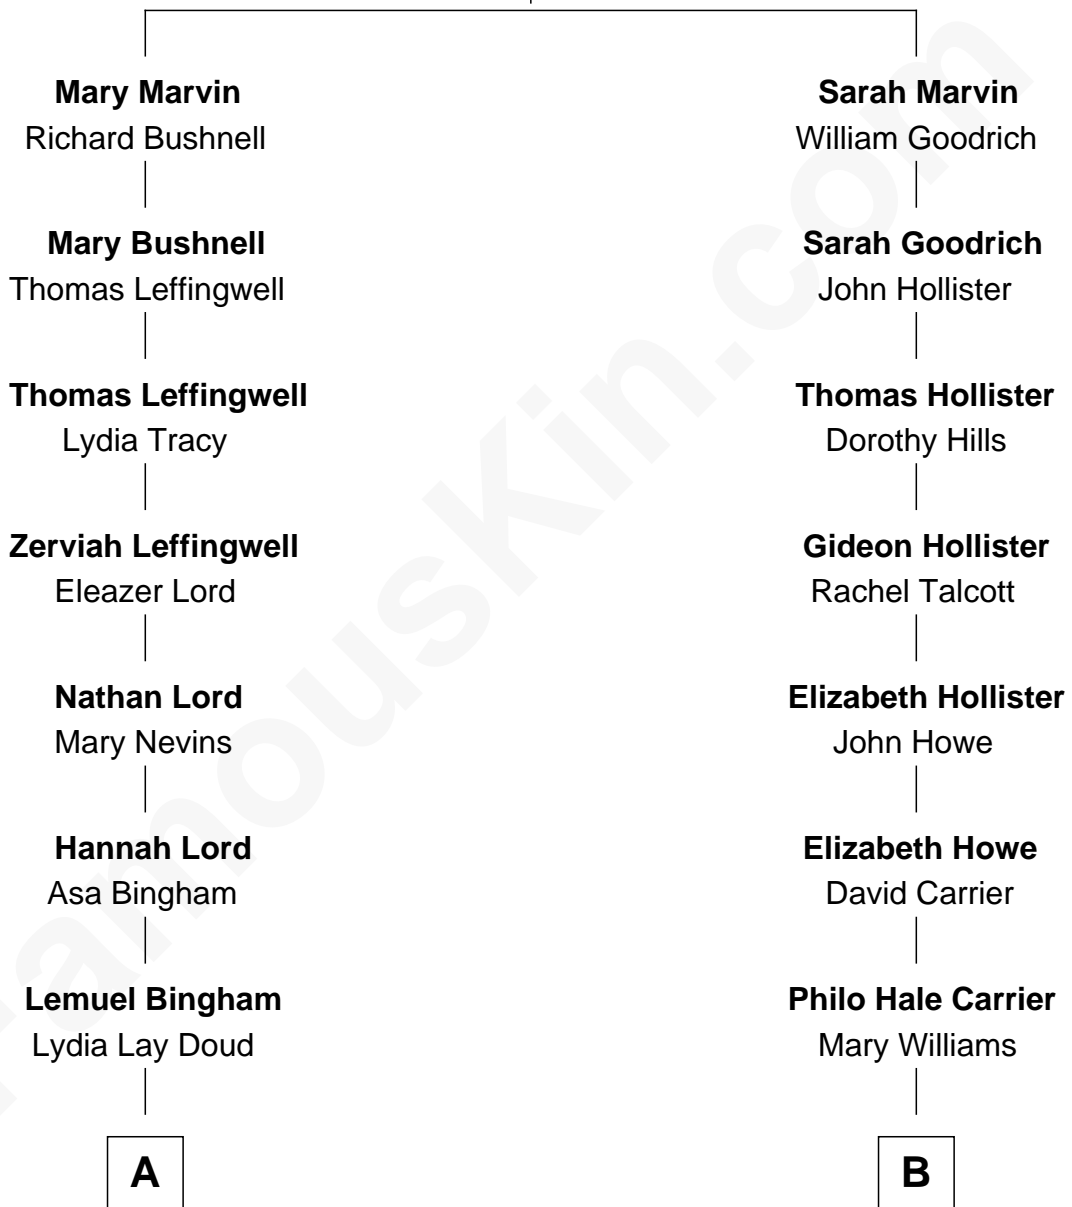 Mary Marvin
Richard Bushnell
Mary Bushnell
Thomas Leffingwell
Thomas Leffingwell
Lydia Tracy
Zerviah Leffingwell
Eleazer Lord
Nathan Lord
Mary Nevins
Hannah Lord
Asa Bingham
Lemuel Bingham
Lydia Lay Doud
A
Sarah Marvin
William Goodrich
Sarah Goodrich
John Hollister
Thomas Hollister
Dorothy Hills
Gideon Hollister
Rachel Talcott
Elizabeth Hollister
John Howe
Elizabeth Howe
David Carrier
Philo Hale Carrier
Mary Williams
B
FamousKin.com